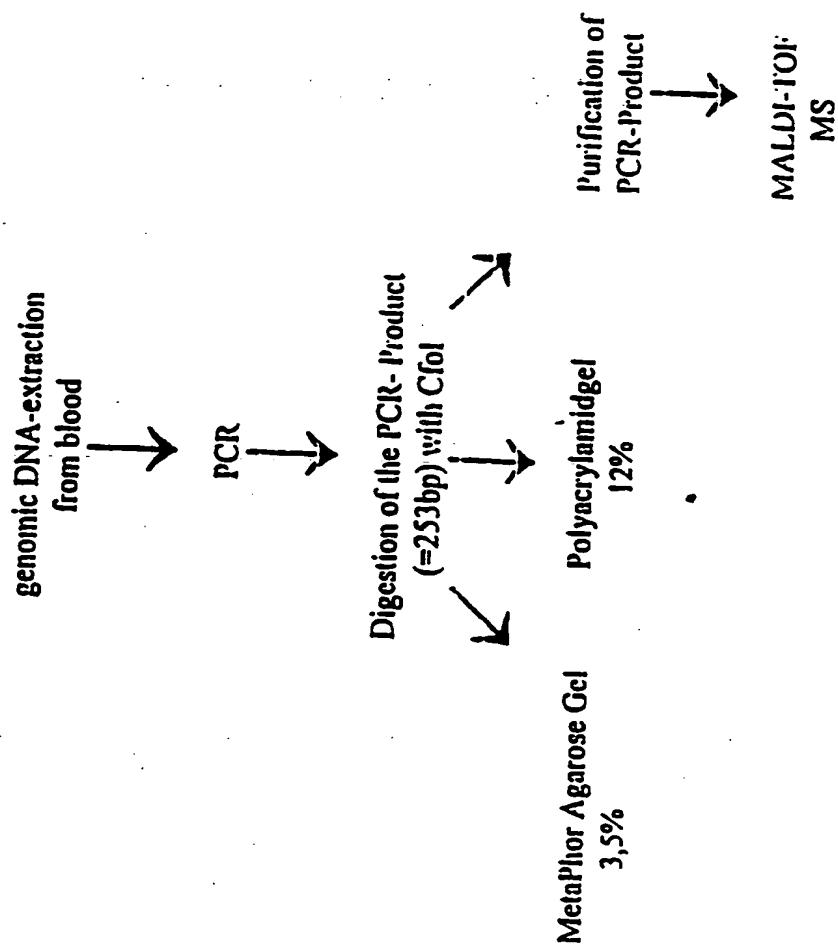 genomic DNA-extraction
from blood
PCR
Digestion of the PCR- Product
(=253bp) with CfoI
MetaPhor Agarose Gel
3,5%
Polyacrylamidgel
12%
Purification of
PCR-Product
MALDI-TOF
MS